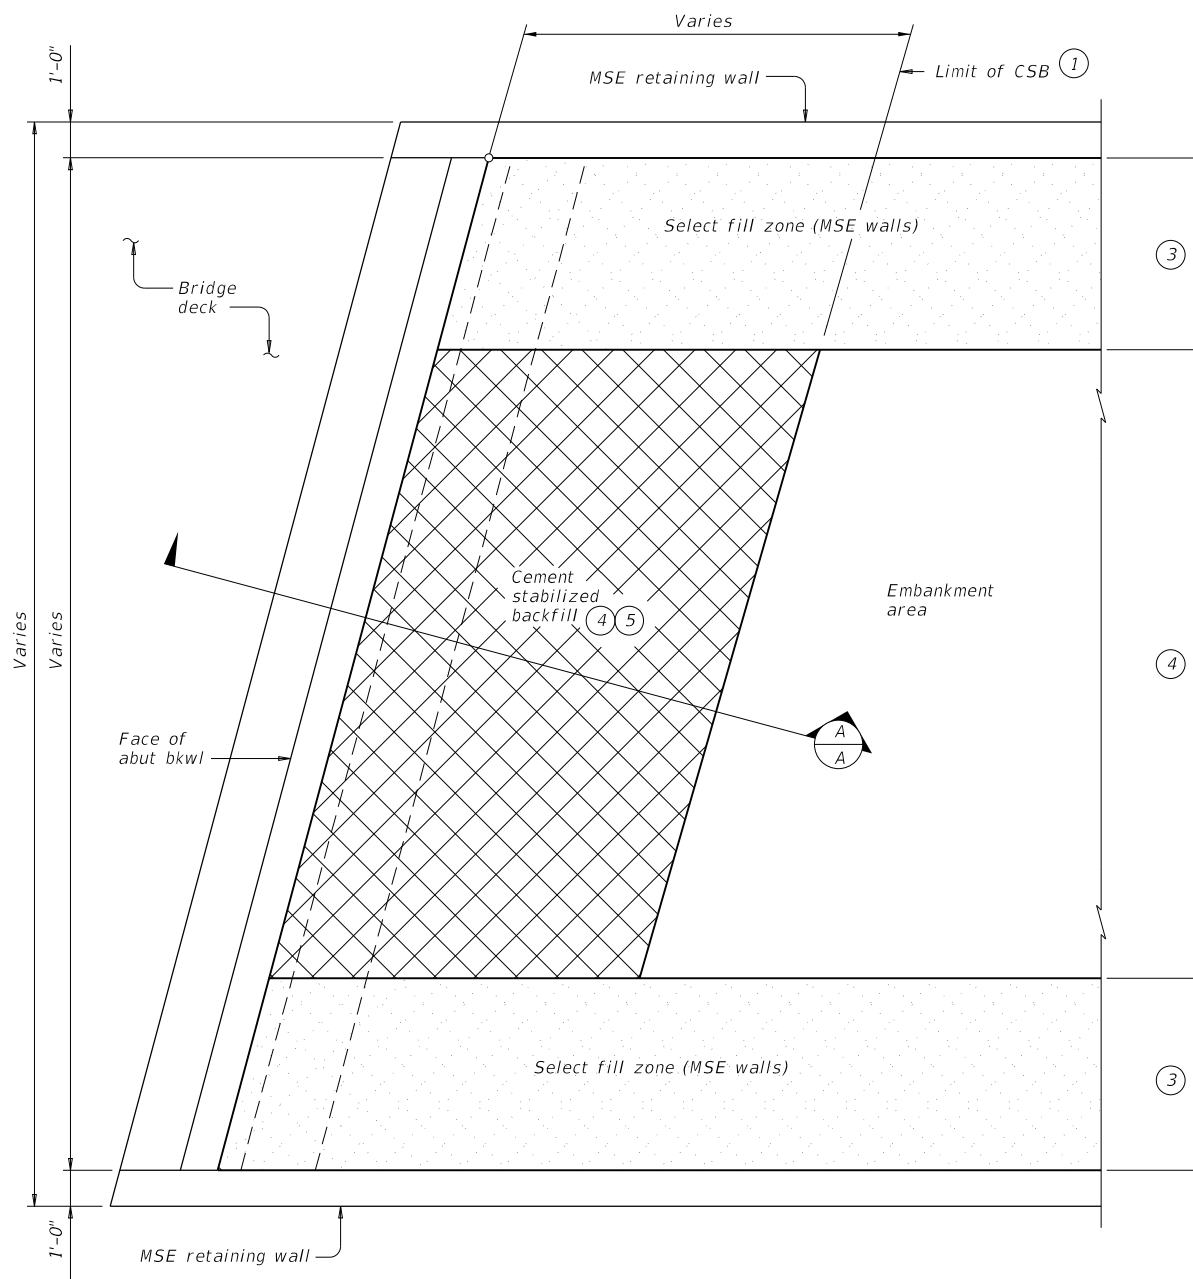 Varies
1'-0"
MSE retaining wall
Limit of CSB 1
Select fill zone (MSE walls)
3
Bridge
deck
Cement
stabilized
backfill 4 5
Embankment
area
Varies
Varies
4
A
A
Face of
abut bkwl
Select fill zone (MSE walls)
3
1'-0"
MSE retaining wall